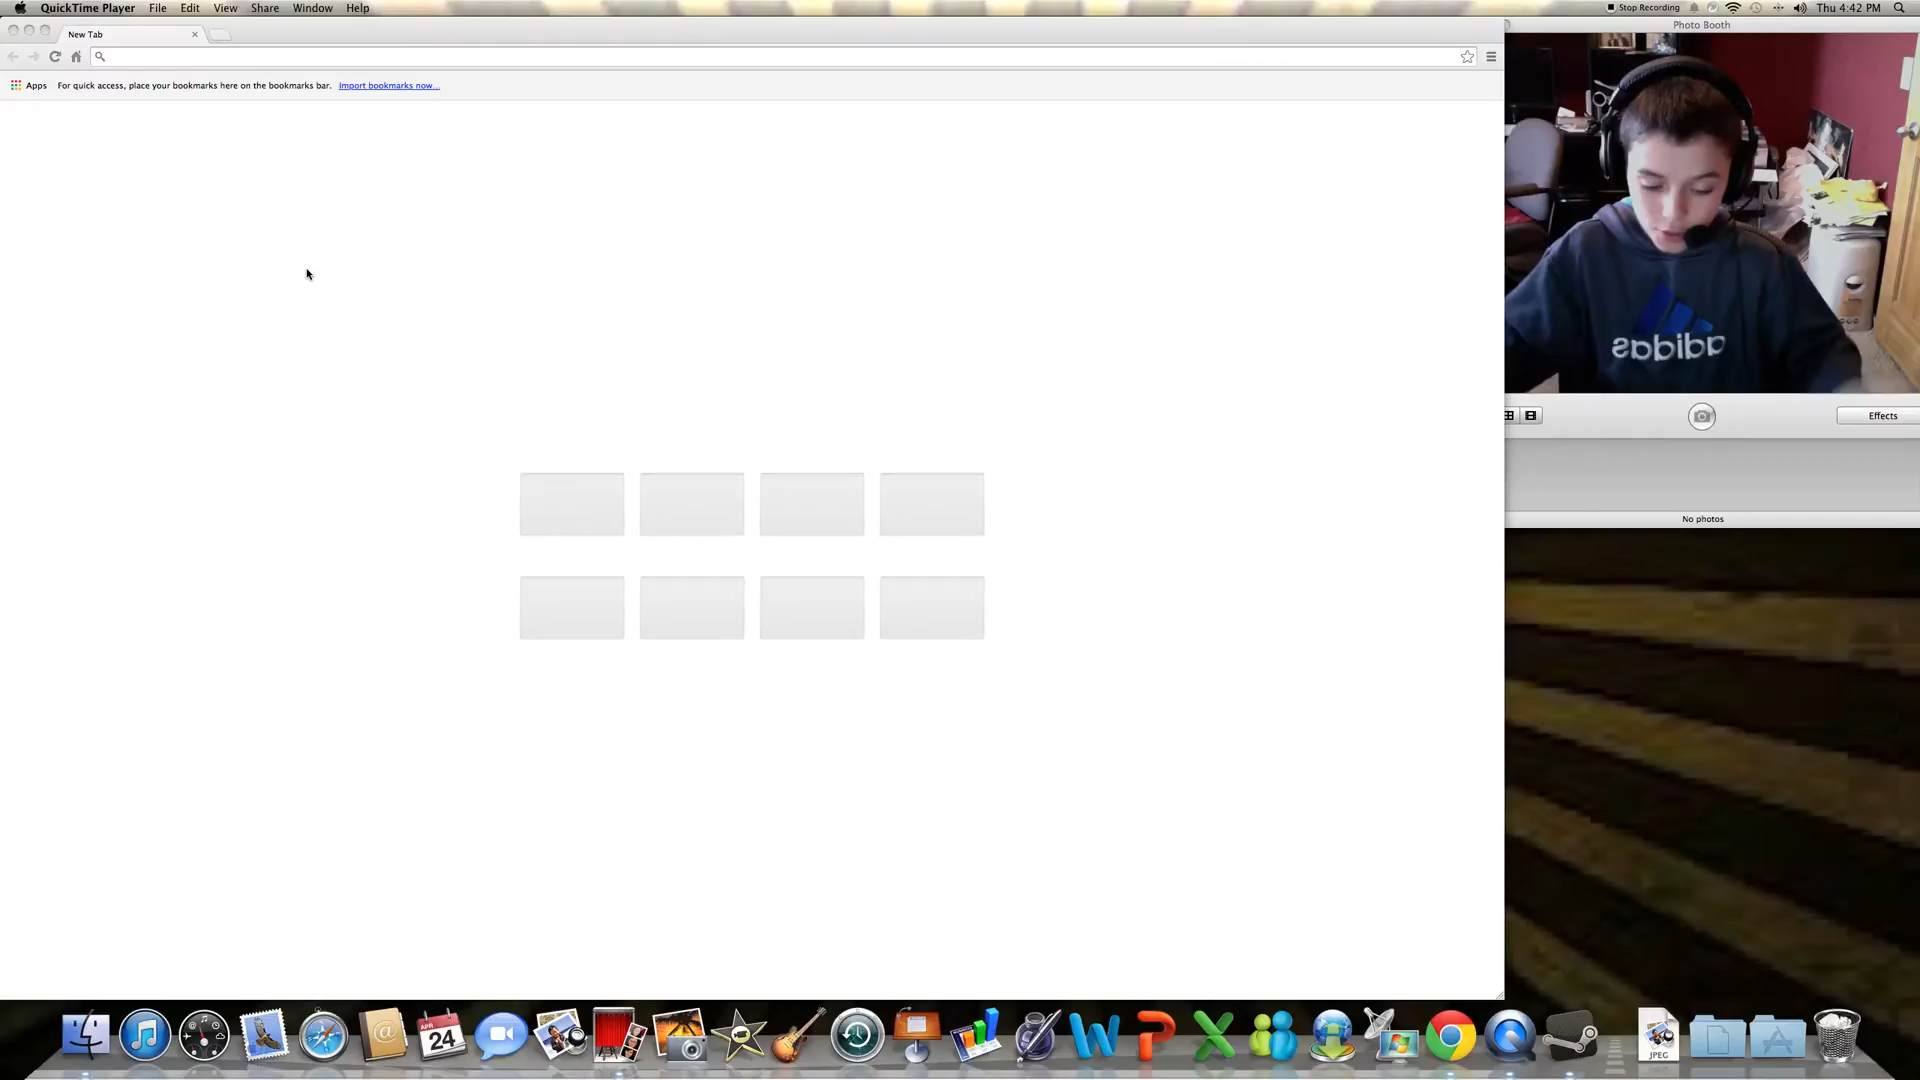 QuickTime Player File Edit View Share Window Help
Stop Recording Thu 4:42 PM
New Tab
Photo Booth
Apps For quick access, place your bookmarks here on the bookmarks bar. Import bookmarks now...
adidas
Effects
No photos
APR
24
JPEG